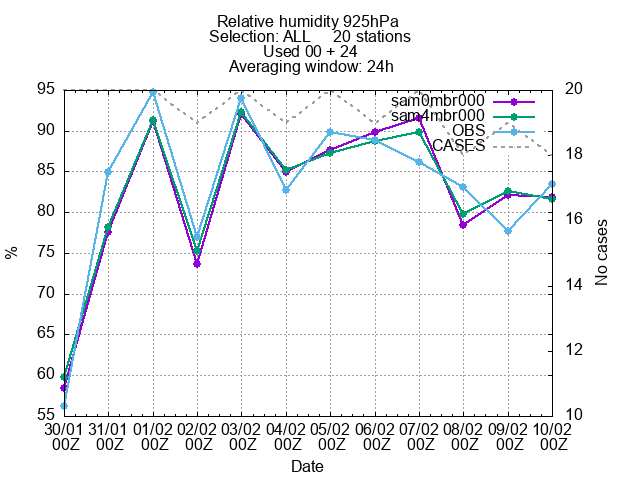 Relative humidity 925hPa
Selection: ALL 20 stations
Used 00 + 24
Averaging window: 24h
sam0mbr000
sam4mbr000
OBS
CASES
95
90
85
80
75
70
65
60
55
%
20
18
16
14
12
10
No cases
30/01 31/01 01/02 02/02 03/02 04/02 05/02 06/02 07/02 08/02 09/02 10/02
00Z 00Z 00Z 00Z 00Z 00Z 00Z 00Z 00Z 00Z 00Z 00Z
Date